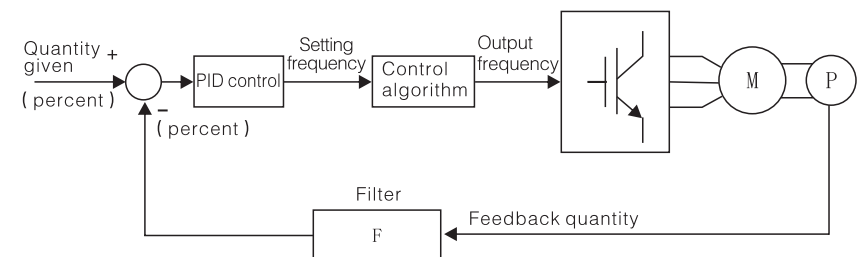 Quantity +
given
( percent )
−
( percent )
PID control
Setting
frequency
Control
algorithm
Output
frequency
M
P
Filter
F
Feedback quantity